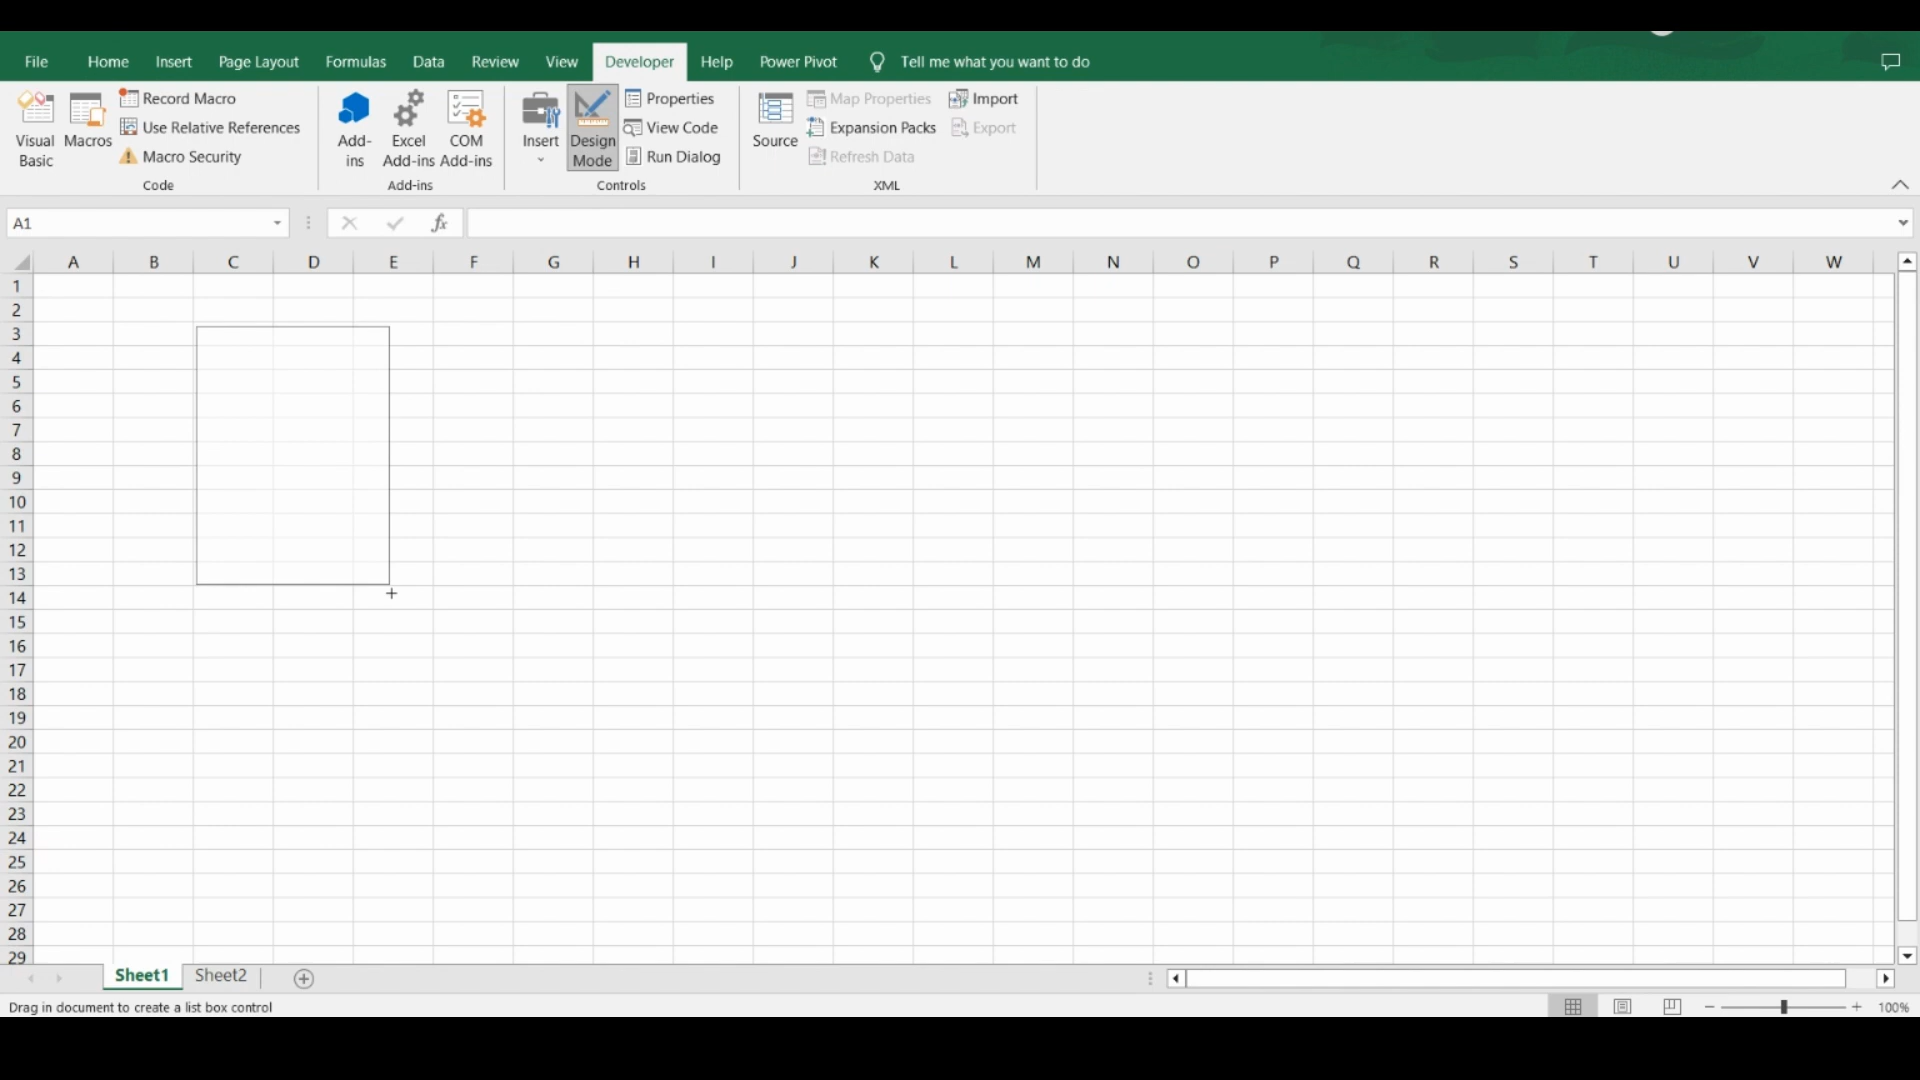 File Home Insert Page Layout Formulas Data Review View Developer Help Power Pivot Tell me what you want to do
Visual Basic
Macros
Record Macro
Use Relative References
Macro Security
Code
Add-ins
Excel Add-ins
COM Add-ins
Add-ins
Insert
Design Mode
Properties
View Code
Run Dialog
Controls
Source
Map Properties
Expansion Packs
Refresh Data
Import
Export
XML
A1
fx
A B C D E F G H I J K L M N O P Q R S T U V W
1
2
3
4
5
6
7
8
9
10
11
12
13
14
15
16
17
18
19
20
21
22
23
24
25
26
27
28
29
Sheet1 Sheet2
Drag in document to create a list box control
100%